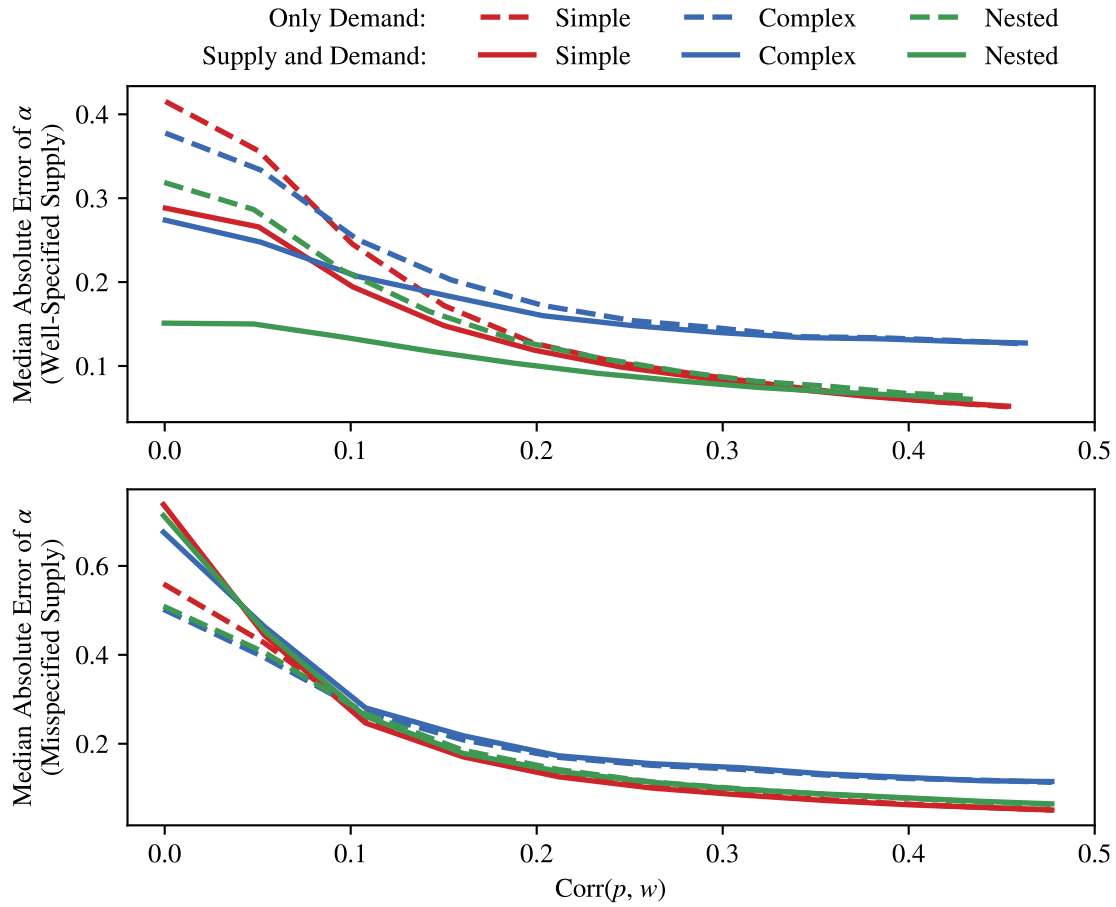 Only Demand: Simple Complex Nested
Supply and Demand: Simple Complex Nested
Median Absolute Error of α
(Well-Specified Supply)
0.4
0.3
0.2
0.1
0.0 0.1 0.2 0.3 0.4 0.5
Median Absolute Error of α
(Misspecified Supply)
0.6
0.4
0.2
0.0 0.1 0.2 0.3 0.4 0.5
Corr(p, w)